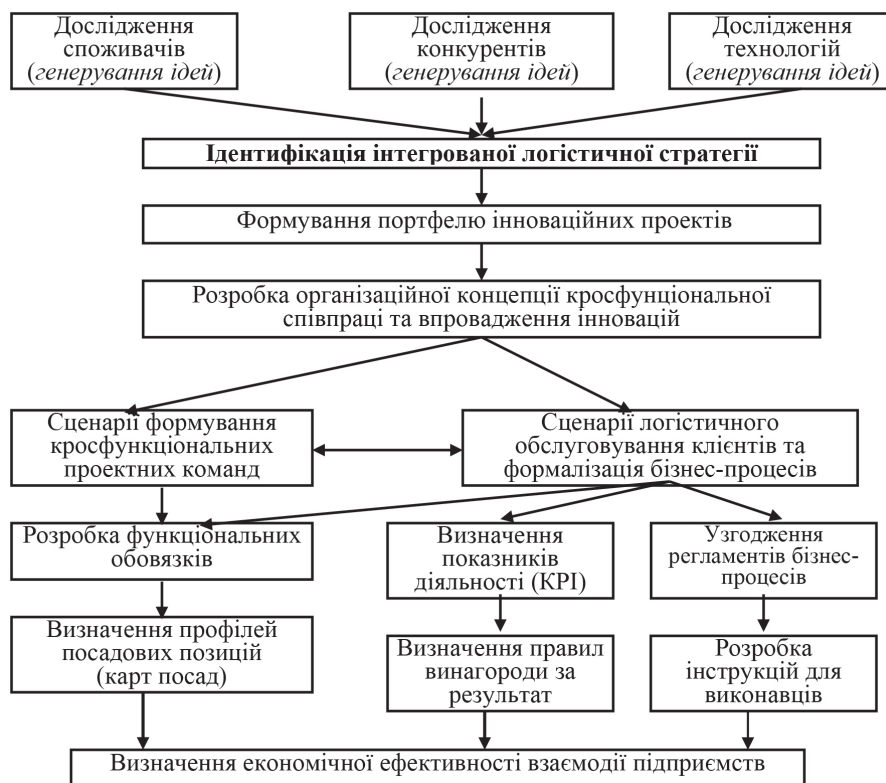 Дослідження
споживачів
(генерування ідей)
Дослідження
конкурентів
(генерування ідей)
Дослідження
технологій
(генерування ідей)
Ідентифікація інтегрованої логістичної стратегії
Формування портфелю інноваційних проектів
Розробка організаційної концепції кросфунціональної
співпраці та впровадження інновацій
Сценарії формування
кросфункціональних
проектних команд
Сценарії логістичного
обслуговування клієнтів та
формалізація бізнес-процесів
Розробка функціональних
обовязків
Визначення
показників
діяльності (KPI)
Узгодження
регламентів бізнес-
процесів
Визначення профілей
посадових позицій
(карт посад)
Визначення правил
винагороди за
результат
Розробка
інструкцій для
виконавців
Визначення економічної ефективності взаємодії підприємств